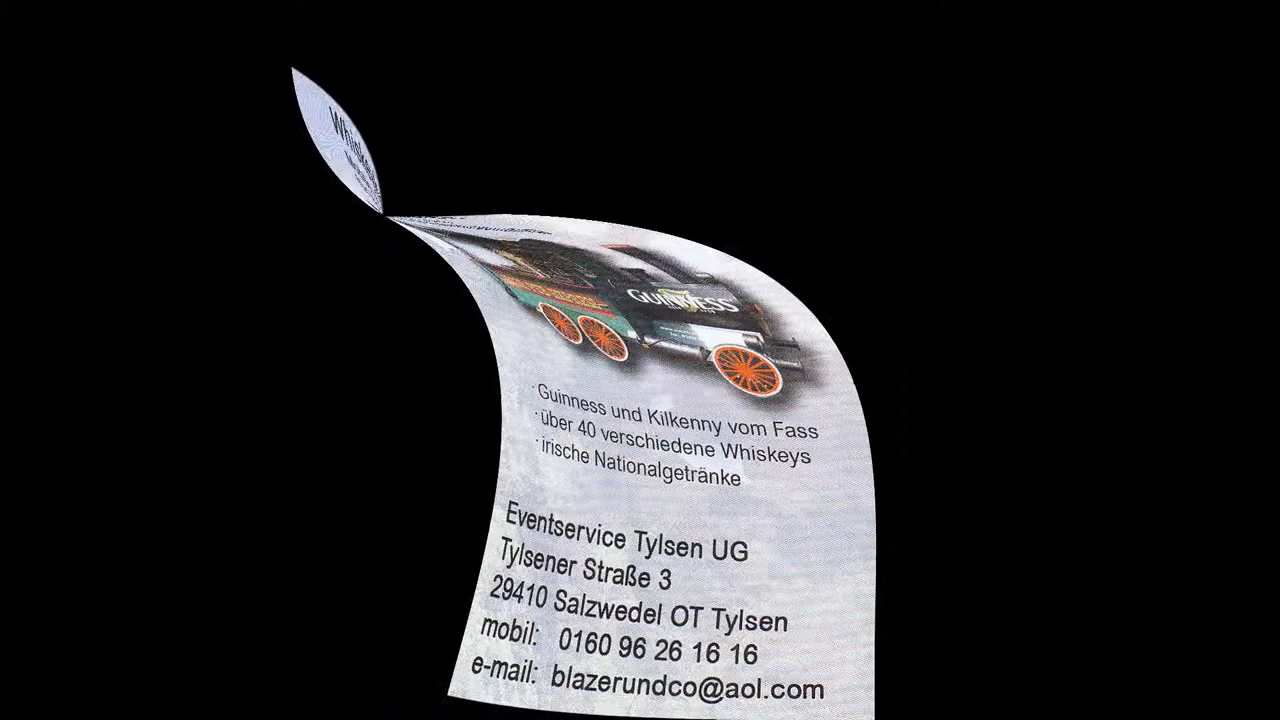 GUINNESS
· Guinness und Kilkenny vom Fass
· über 40 verschiedene Whiskeys
· irische Nationalgetränke
Eventservice Tylsen UG
Tylsener Straße 3
29410 Salzwedel OT Tylsen
mobil: 0160 96 26 16 16
e-mail: blazerundco@aol.com